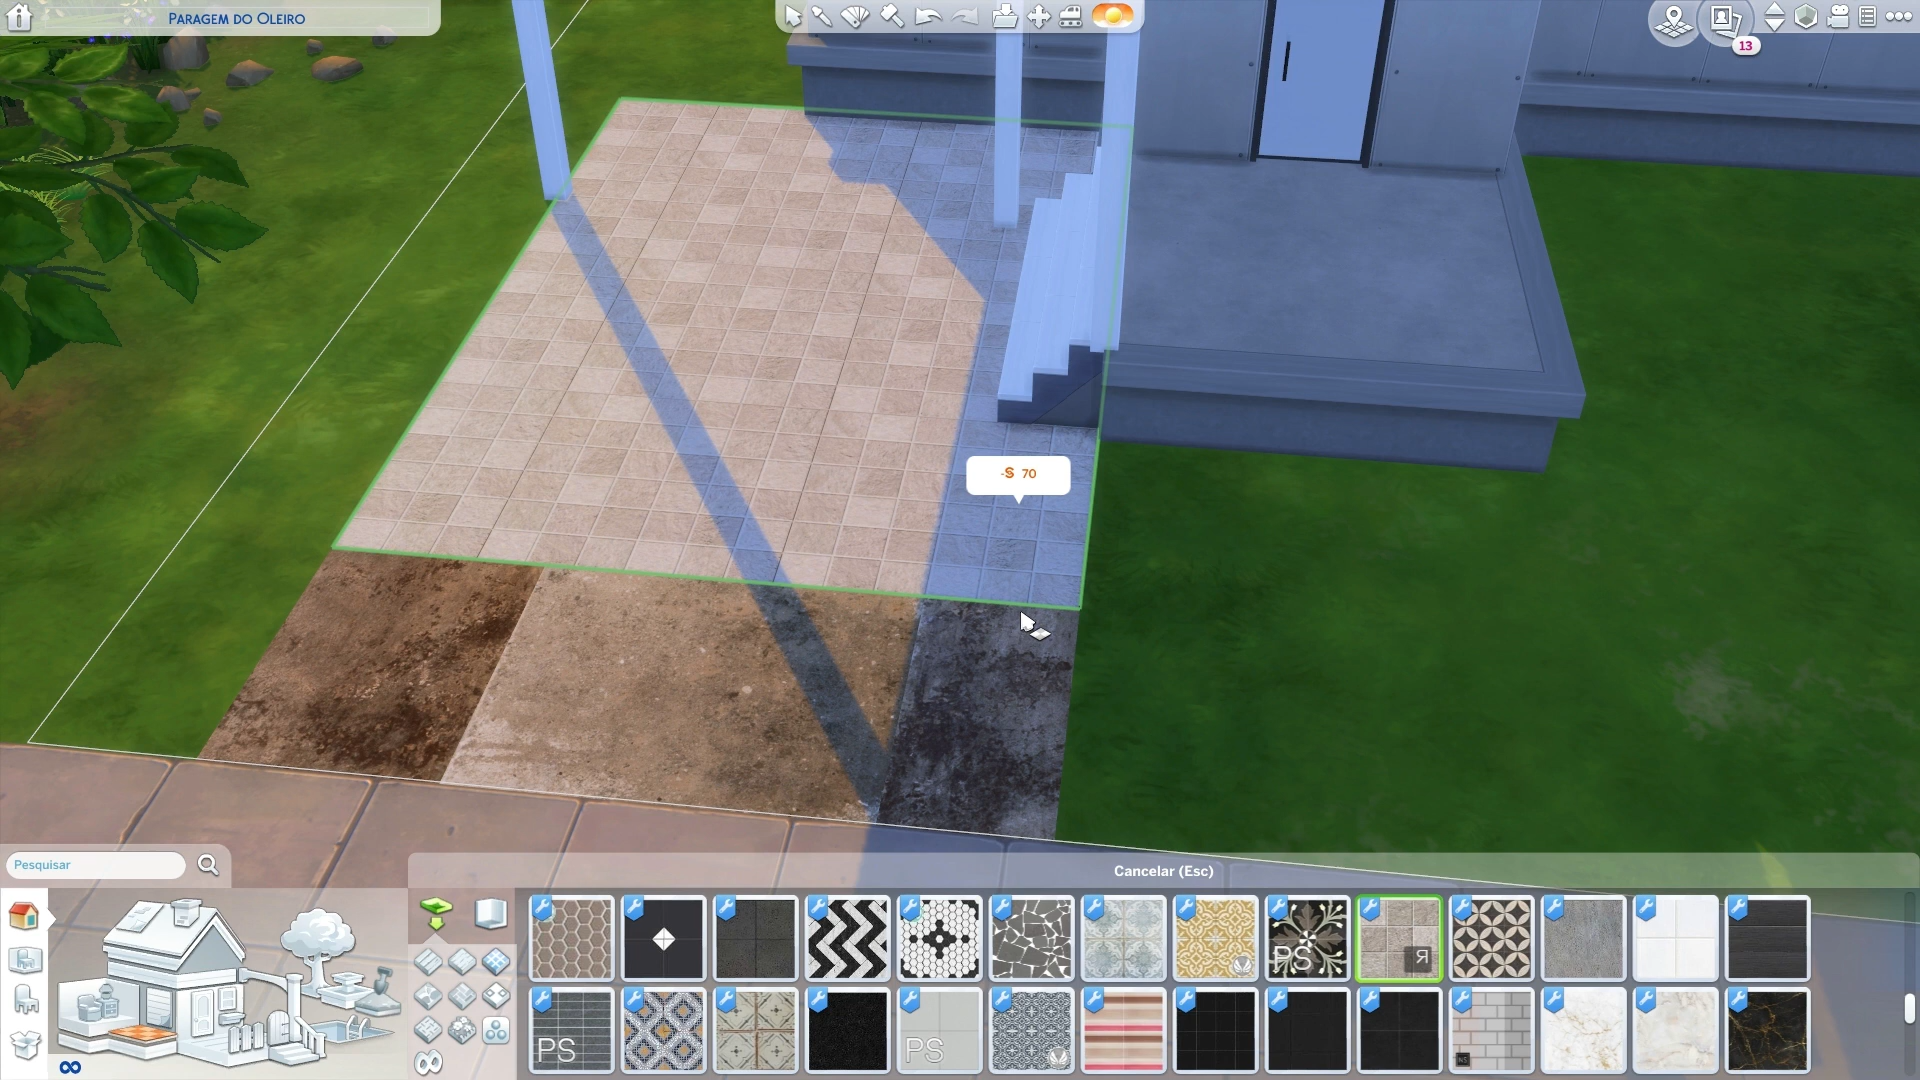 PARAGEM DO OLEIRO
13
-§ 70
Pesquisar
Cancelar (Esc)
PS
R
PS
PS